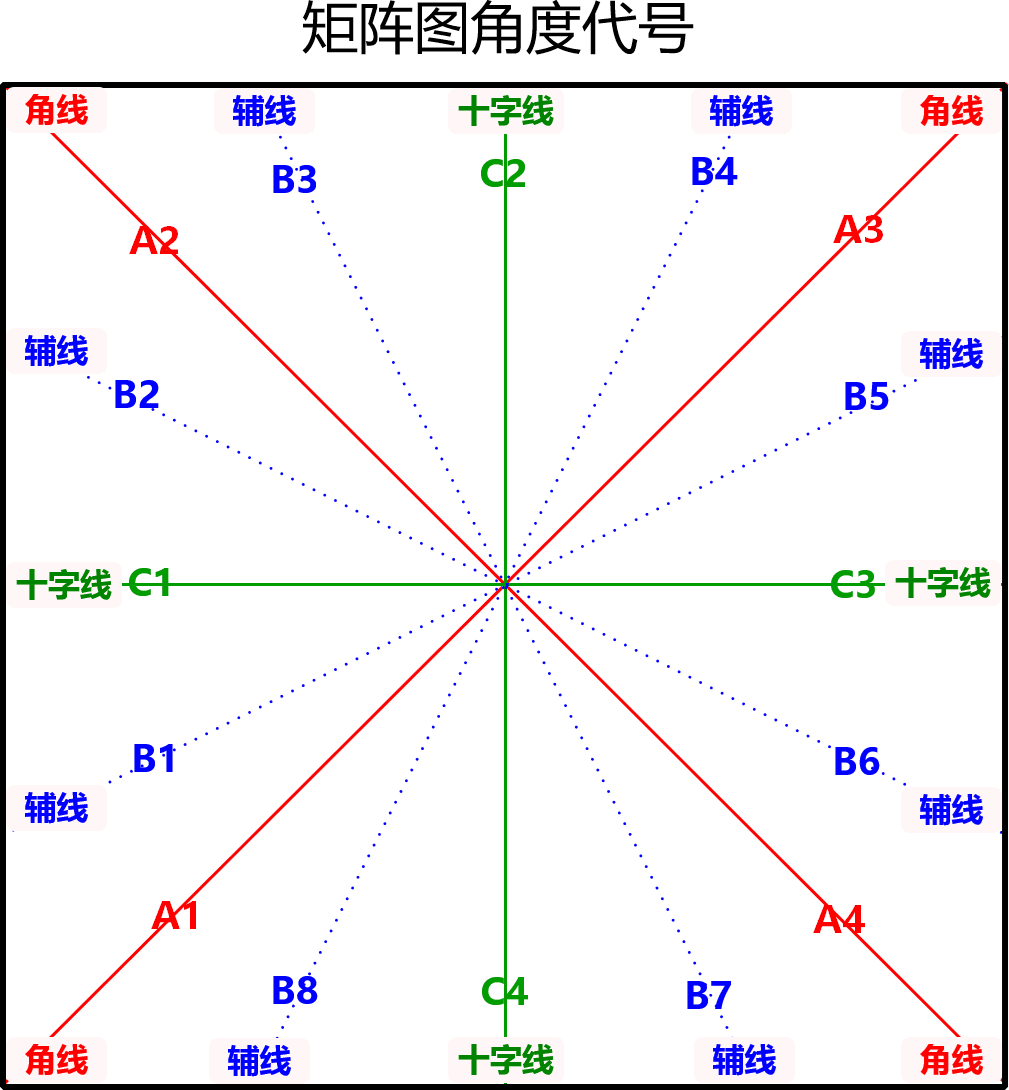 矩阵图角度代号
角线 辅线 十字线 辅线 角线
B3 C2 B4
A2 A3
辅线 辅线
B2 B5
十字线 C1 C3 十字线
B1 B6
辅线 辅线
A1 A4
B8 C4 B7
角线 辅线 十字线 辅线 角线